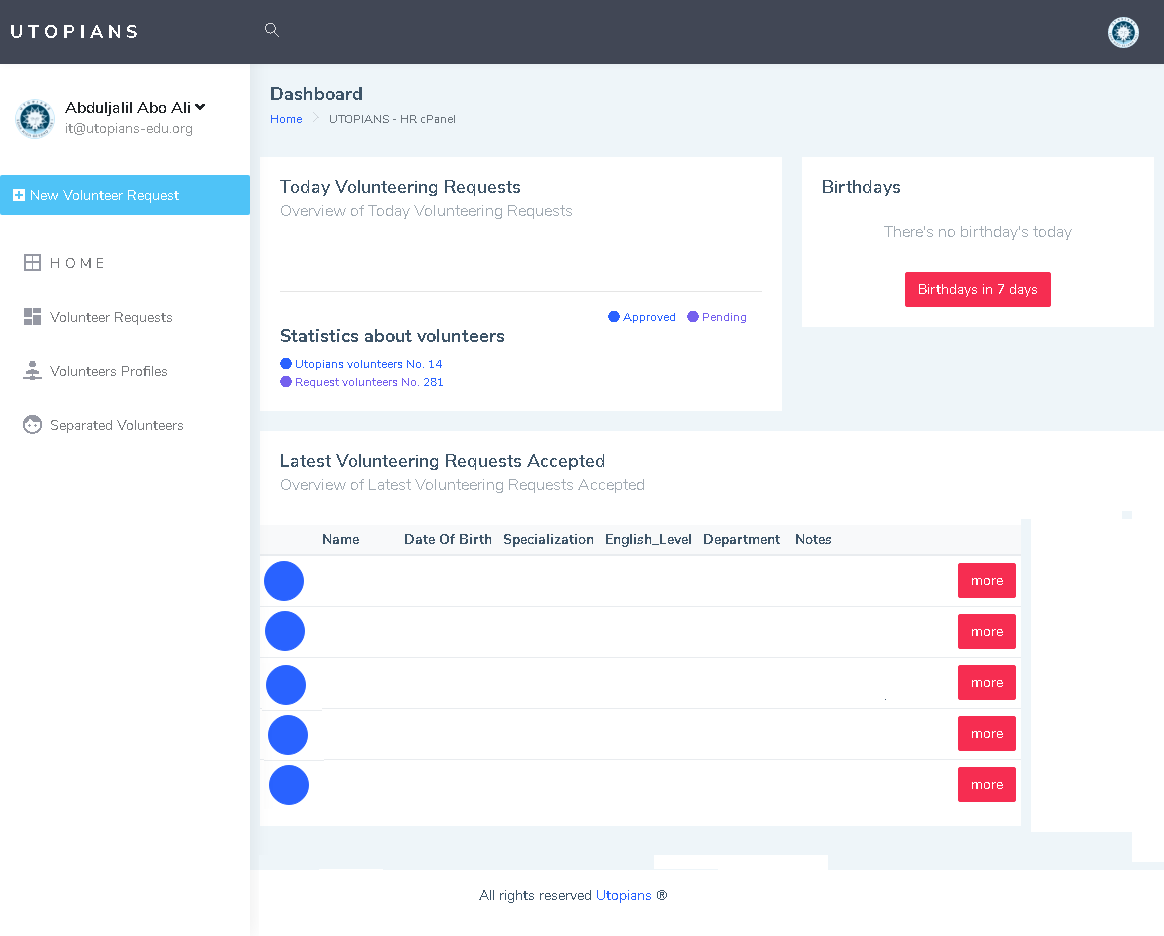 UTOPIANS
Abduljalil Abo Ali
it@utopians-edu.org
New Volunteer Request
HOME
Volunteer Requests
Volunteers Profiles
Separated Volunteers
Dashboard
Home UTOPIANS - HR cPanel
Today Volunteering Requests
Overview of Today Volunteering Requests
Approved Pending
Statistics about volunteers
Utopians volunteers No. 14
Request volunteers No. 281
Birthdays
There's no birthday's today
Birthdays in 7 days
Latest Volunteering Requests Accepted
Overview of Latest Volunteering Requests Accepted
Name Date Of Birth Specialization English_Level Department Notes
more
more
more
more
more
All rights reserved Utopians ®